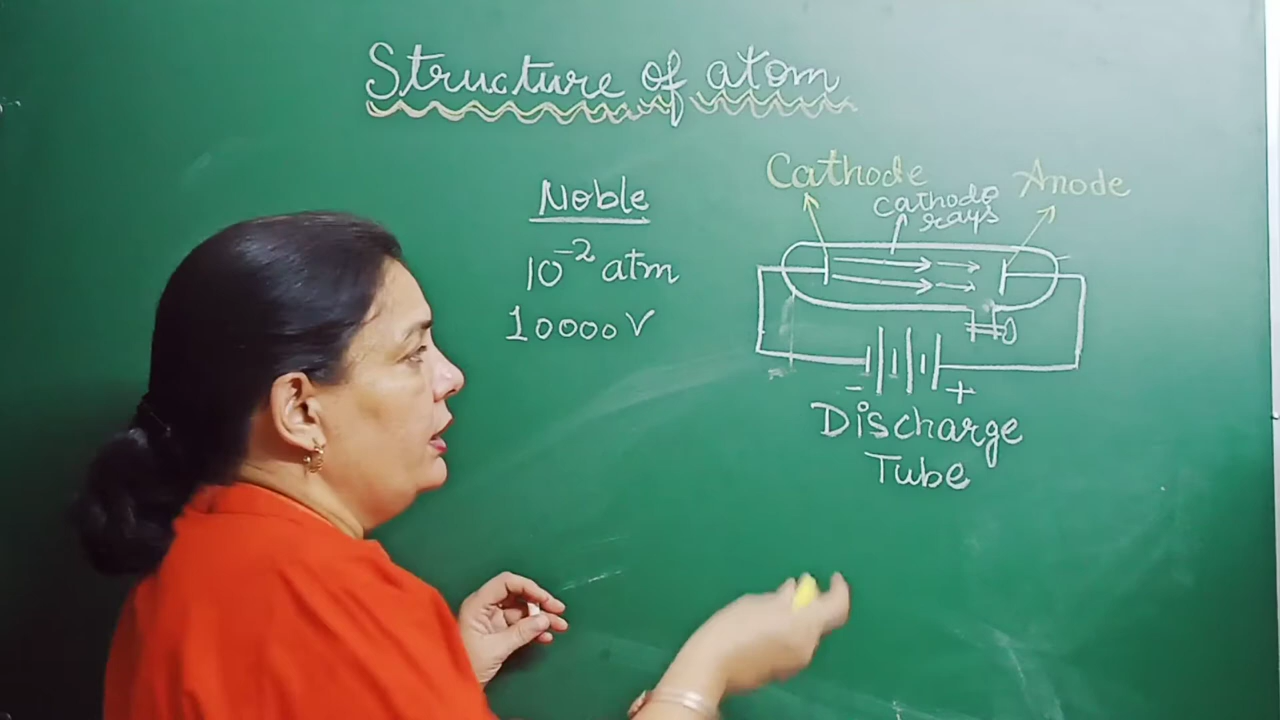 Structure of atom
Noble
10⁻² atm
10000 V
Cathode
Anode
Cathode
rays
- +
Discharge
Tube